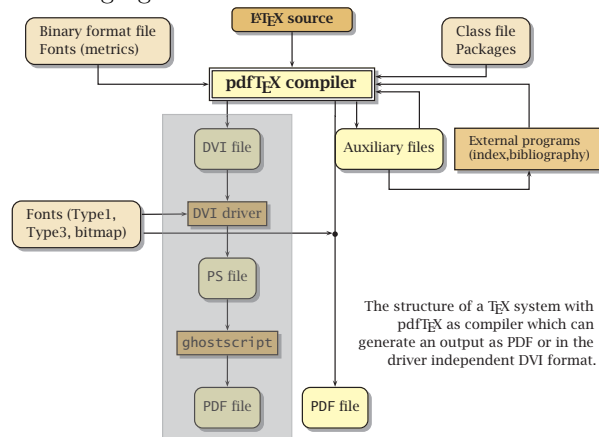 LATEX source
Binary format file
Fonts (metrics)
Class file
Packages
pdfTEX compiler
DVI file
Auxiliary files
External programs
(index,bibliography)
Fonts (Type1,
Type3, bitmap)
DVI driver
PS file
The structure of a TEX system with
pdfTEX as compiler which can
generate an output as PDF or in the
driver independent DVI format.
ghostscript
PDF file
PDF file